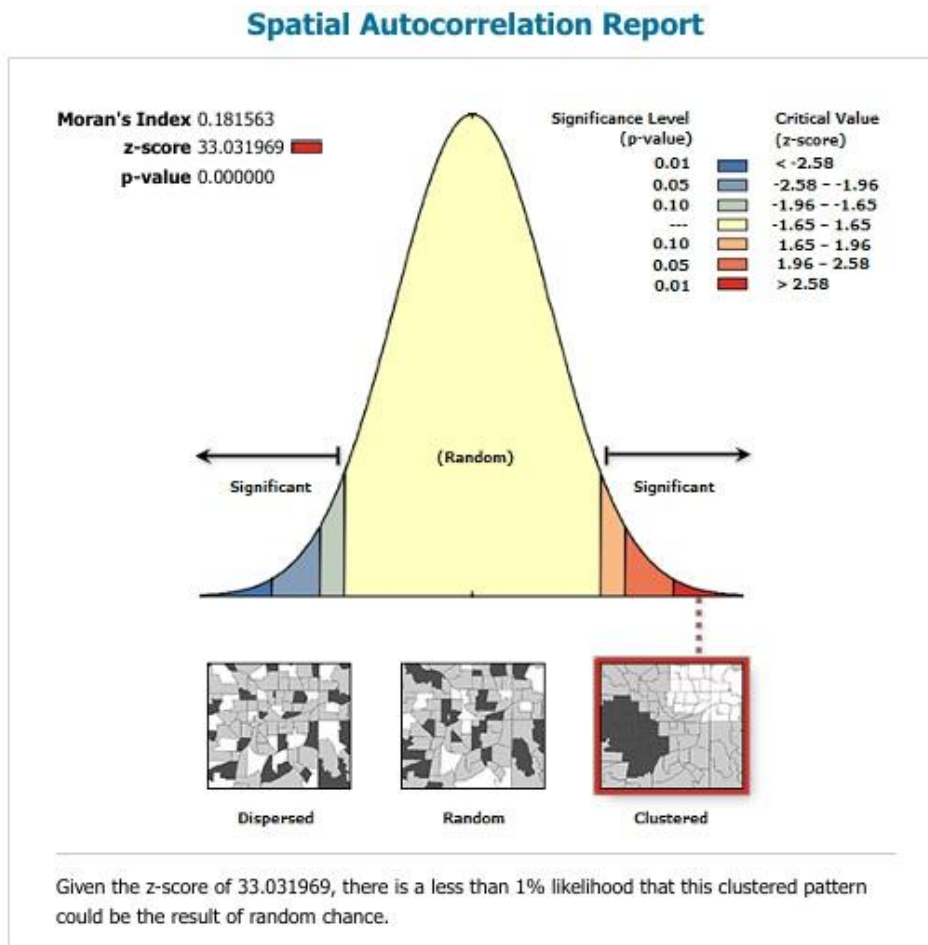 Spatial Autocorrelation Report
Moran's Index 0.181563
z-score 33.031969
p-value 0.000000
Significance Level
(p-value)
Critical Value
(z-score)
0.01 < -2.58
0.05 -2.58 - -1.96
0.10 -1.96 - -1.65
--- -1.65 - 1.65
0.10 1.65 - 1.96
0.05 1.96 - 2.58
0.01 > 2.58
(Random)
Significant
Significant
Dispersed
Random
Clustered
Given the z-score of 33.031969, there is a less than 1% likelihood that this clustered pattern
could be the result of random chance.